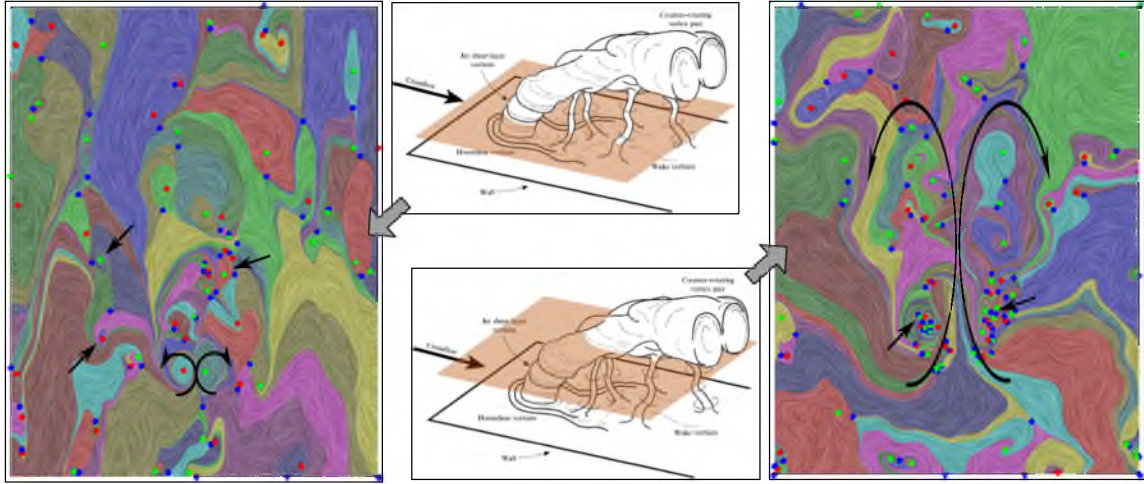 Counter-rotating
vortex pair
Jet shear-layer
vortices
Crossflow
Horseshoe vortices
Wake vortices
Wall
Counter-rotating
vortex pair
Jet shear-layer
vortices
Crossflow
Horseshoe vortices
Wake vortices
Wall